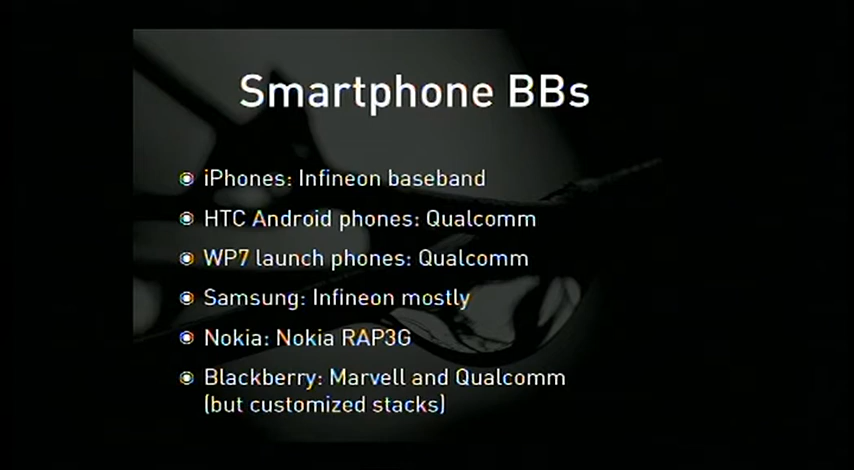 Smartphone BBs
iPhones: Infineon baseband
HTC Android phones: Qualcomm
WP7 launch phones: Qualcomm
Samsung: Infineon mostly
Nokia: Nokia RAP3G
Blackberry: Marvell and Qualcomm
(but customized stacks)